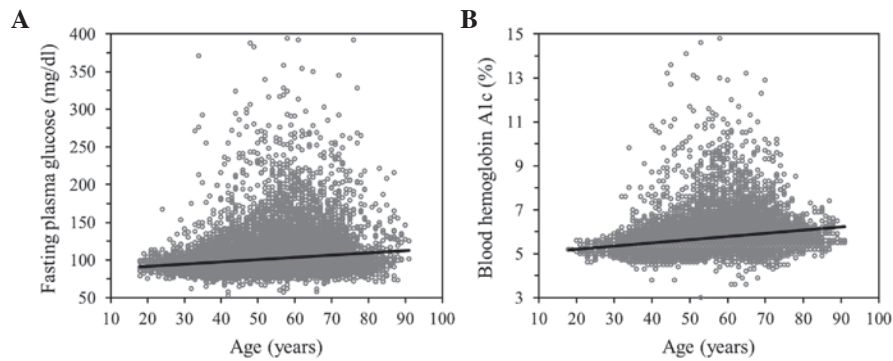 A
Fasting plasma glucose (mg/dl)
400
350
300
250
200
150
100
50
10 20 30 40 50 60 70 80 90 100
Age (years)
B
Blood hemoglobin A1c (%)
15
13
11
9
7
5
3
10 20 30 40 50 60 70 80 90 100
Age (years)